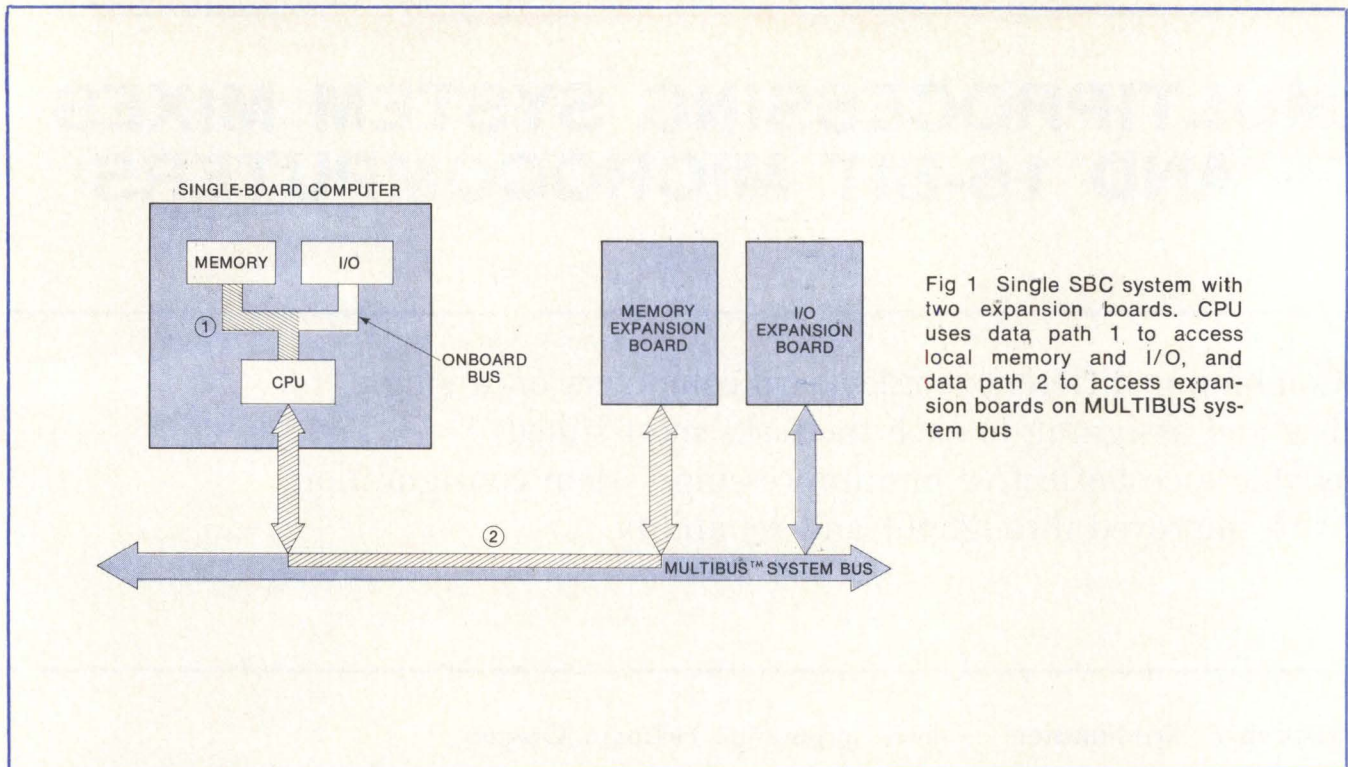 SINGLE-BOARD COMPUTER
MEMORY
I/O
①
ONBOARD
BUS
CPU
MEMORY
EXPANSION
BOARD
I/O
EXPANSION
BOARD
②
MULTIBUS™ SYSTEM BUS
Fig 1 Single SBC system with
two expansion boards. CPU
uses data path 1 to access
local memory and I/O, and
data path 2 to access expan-
sion boards on MULTIBUS sys-
tem bus